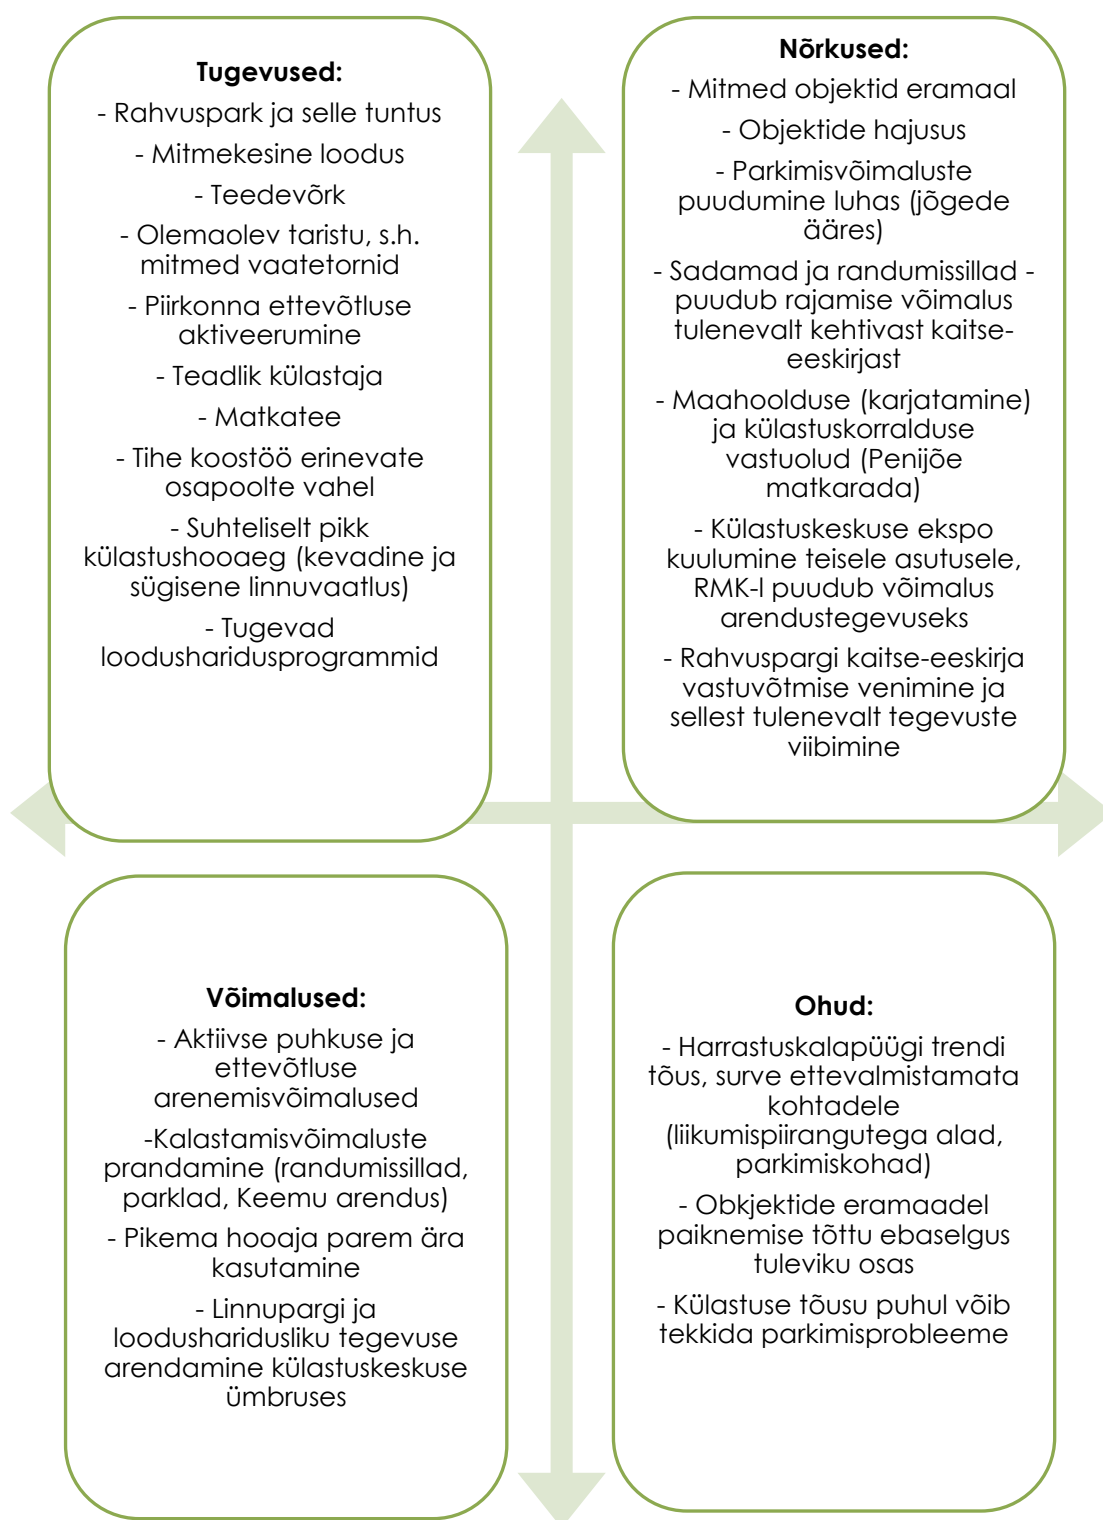 Tugevused:
- Rahvuspark ja selle tuntus
- Mitmekesine loodus
- Teedevõrk
- Olemaolev taristu, s.h.
mitmed vaatetornid
- Piirkonna ettevõtluse
aktiveerumine
- Teadlik külastaja
- Matkatee
- Tihe koostöö erinevate
osapoolte vahel
- Suhteliselt pikk
külastushooaeg (kevadine ja
sügisene linnuvaatlus)
- Tugevad
loodusharidusprogrammid
Nõrkused:
- Mitmed objektid eramaal
- Objektide hajusus
- Parkimisvõimaluste
puudumine luhas (jõgede
ääres)
- Sadamad ja randumissillad -
puudub rajamise võimalus
tulenevalt kehtivast kaitse-
eeskirjast
- Maahoolduse (karjatamine)
ja külastuskorralduse
vastuolud (Penijõe
matkarada)
- Külastuskeskuse ekspo
kuulumine teisele asutusele,
RMK-l puudub võimalus
arendustegevuseks
- Rahvuspargi kaitse-eeskirja
vastuvõtmise venimine ja
sellest tulenevalt tegevuste
viibimine
Võimalused:
- Aktiivse puhkuse ja
ettevõtluse
arenemisvõimalused
-Kalastamisvõimaluste
prandamine (randumissillad,
parklad, Keemu arendus)
- Pikema hooaja parem ära
kasutamine
- Linnupargi ja
loodusharidusliku tegevuse
arendamine külastuskeskuse
ümbruses
Ohud:
- Harrastuskalapüügi trendi
tõus, surve ettevalmistamata
kohtadele
(liikumispiirangutega alad,
parkimiskohad)
- Obkjektide eramaadel
paiknemise tõttu ebaselgus
tuleviku osas
- Külastuse tõusu puhul võib
tekkida parkimisprobleeme